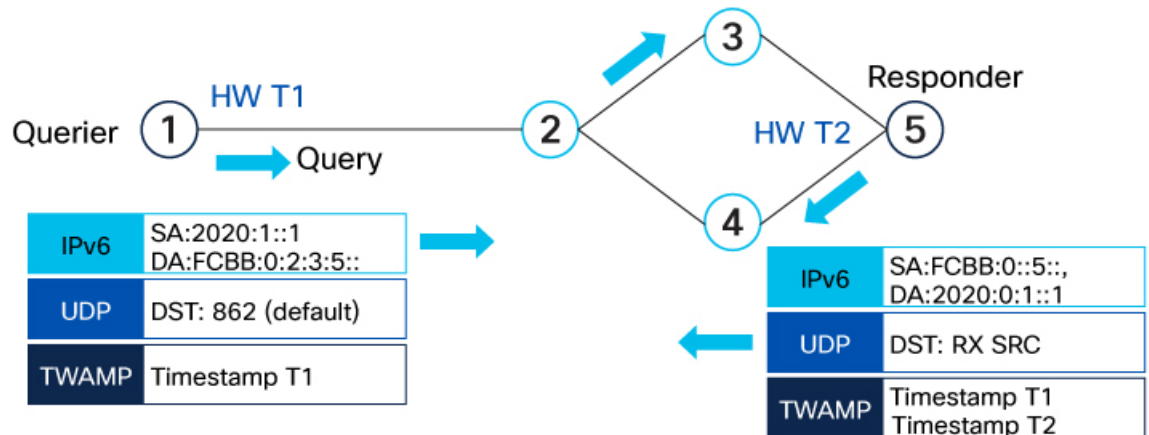 3
Responder
HW T1
Querier
1
2
HW T2
5
Query
4
IPv6
SA:2020:1::1
DA:FCBB:0:2:3:5::
UDP
DST: 862 (default)
TWAMP
Timestamp T1
IPv6
SA:FCBB:0::5::,
DA:2020:0:1::1
UDP
DST: RX SRC
TWAMP
Timestamp T1
Timestamp T2